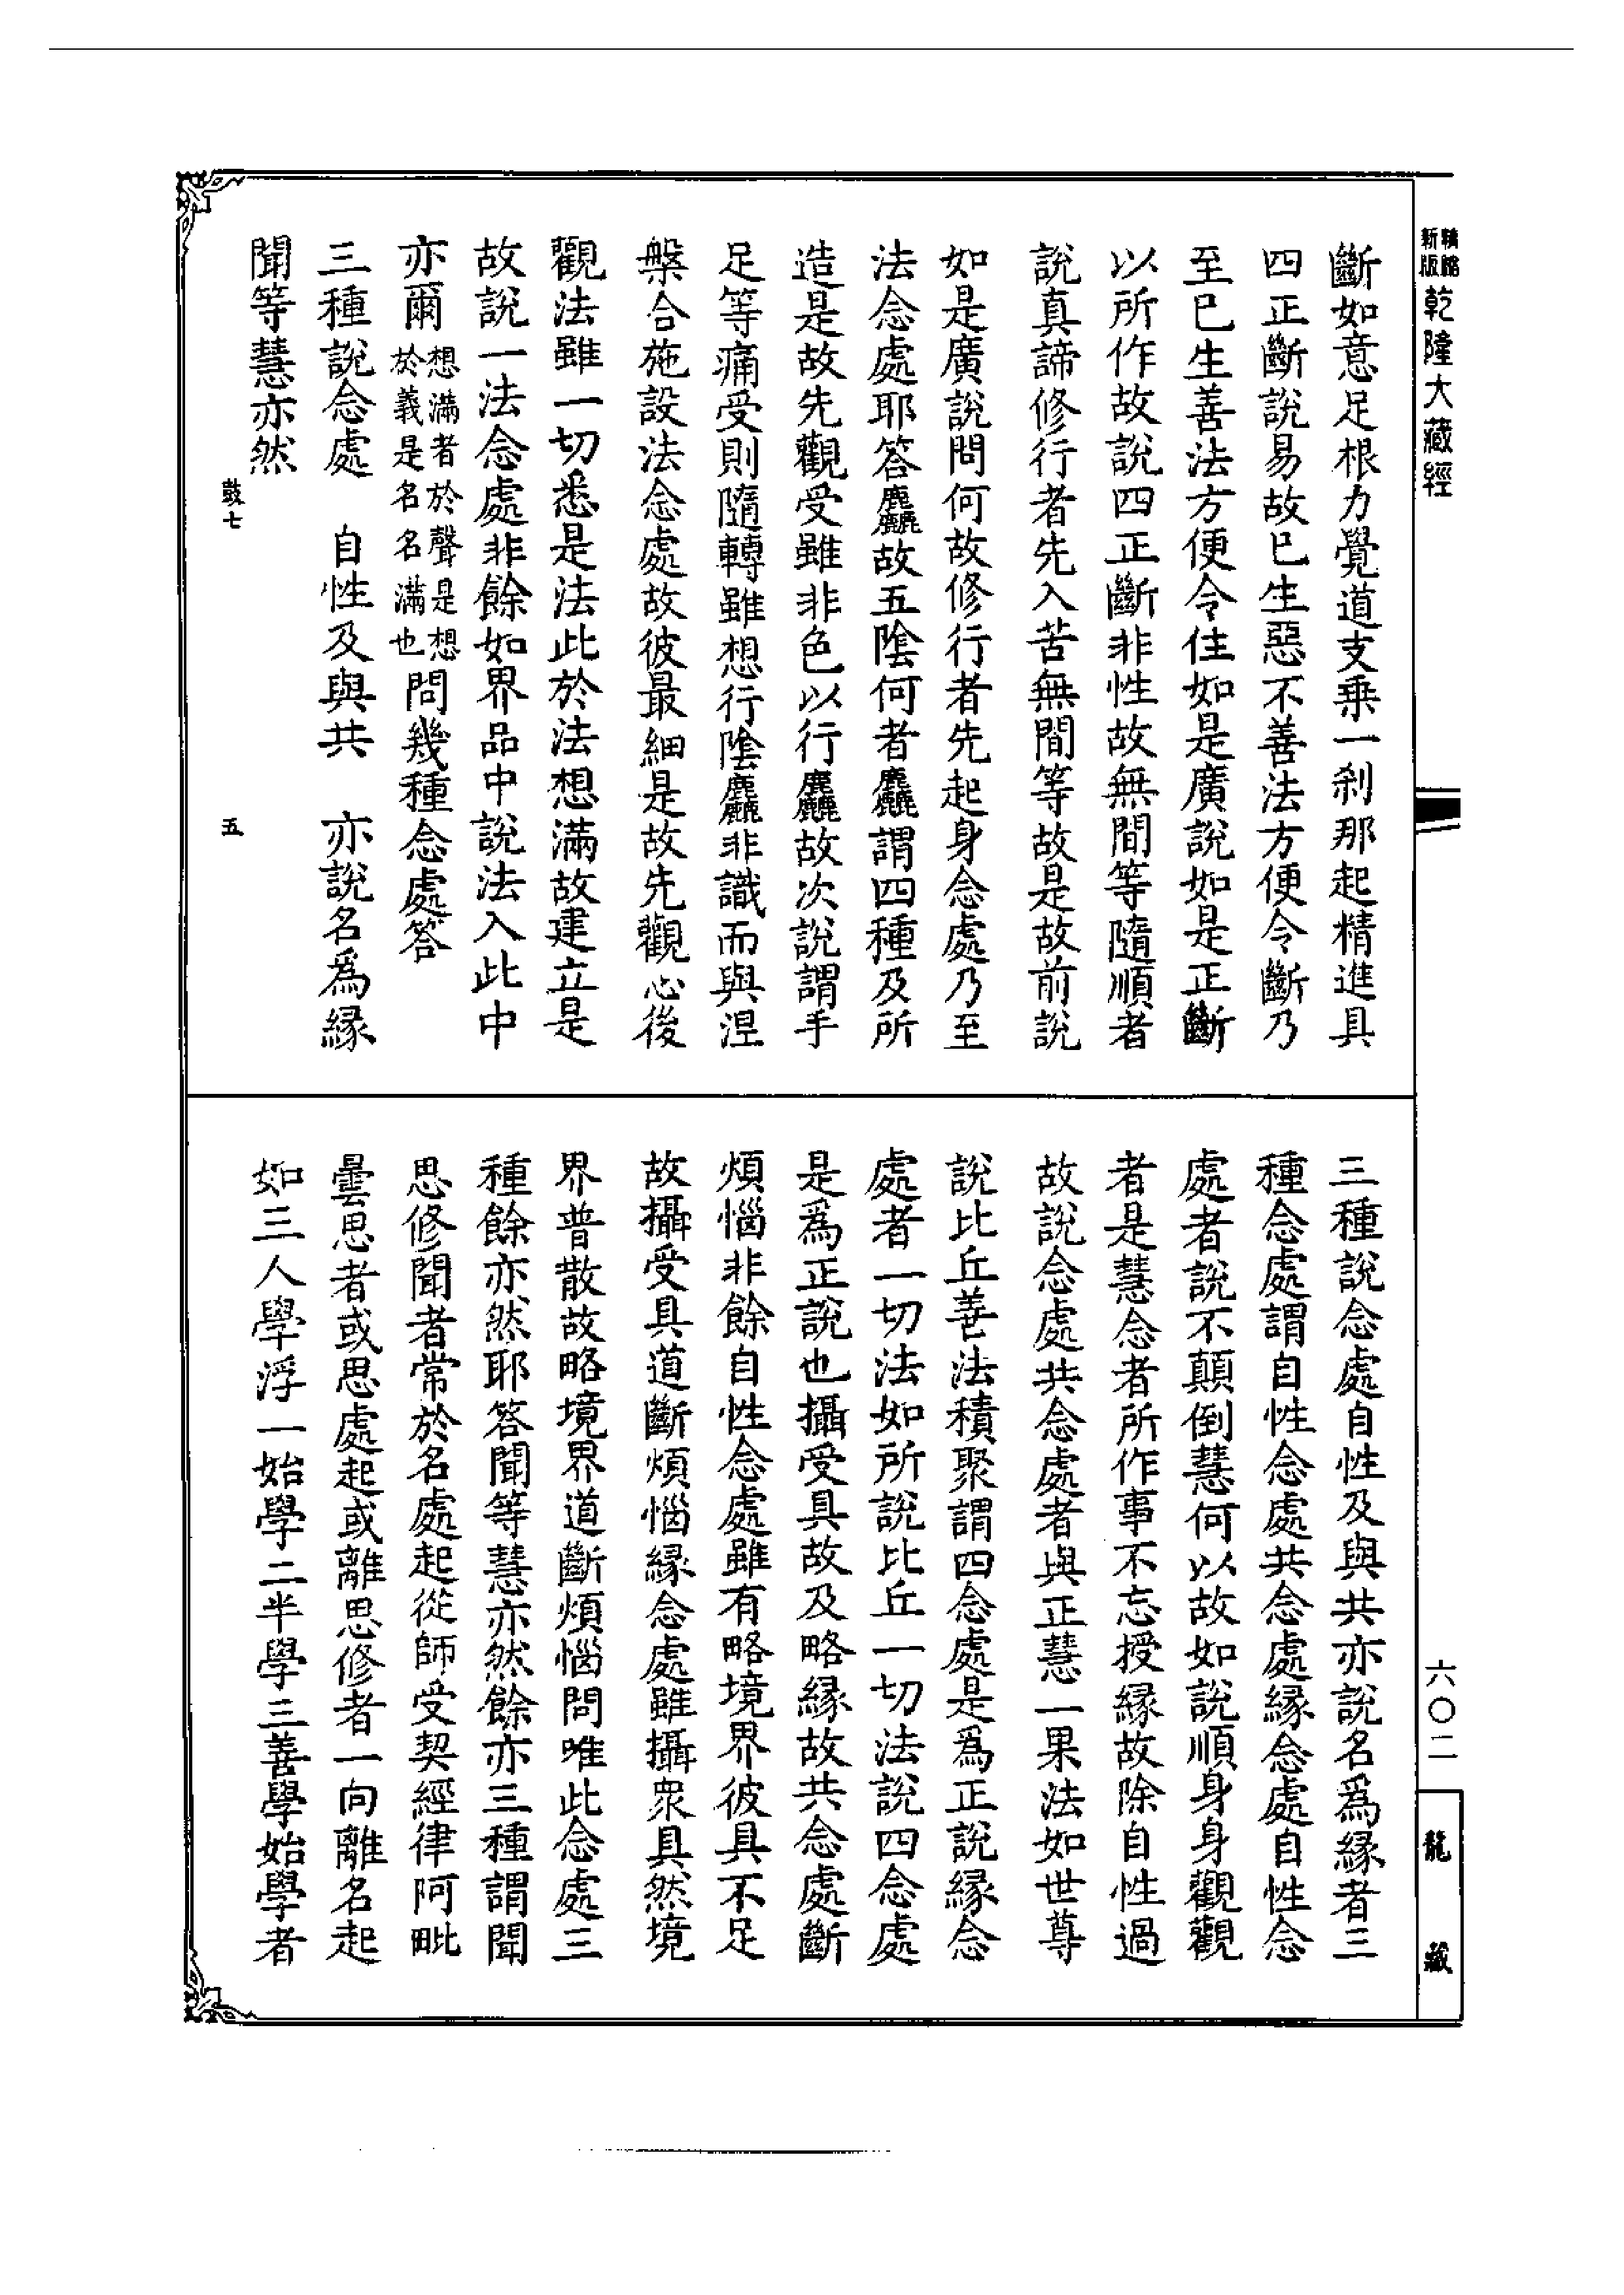 新版
精縮
乾隆大藏經
斷如意足根力覺道支乗一刹那起精進具
四正斷說易故已生惡不善法方便令斷乃
至已生善法方便令住如是廣說如是正斷
以所作故說四正斷非性故無間等隨順者
說真諦修行者先入苦無間等故是故前說
如是廣說問何故修行者先起身念處乃至
法念處耶答麤故五陰何者麤謂四種及所
造是故先觀受雖非色以行麤故次說謂手
足等痛受則隨轉雖想行陰麤非識而與涅
槃合施設法念處故彼最細是故先觀心後
觀法雖一切悉是法此於法想滿故建立是
故說一法念處非餘如界品中說法入此中
亦爾想滿者於聲是想於義是名名滿也問幾種念處答
三種說念處　自性及與共　亦說名爲緣
聞等慧亦然
鼓七　五
三種說念處自性及與共亦說名爲緣者三
種念處謂自性念處共念處緣念處自性念
處者說不顛倒慧何以故如說順身身觀觀
者是慧念者所作事不忘授緣故除自性過
故說念處共念處者與正慧一果法如世尊
說比丘善法積聚謂四念處是爲正說緣念
處者一切法如所說比丘一切法說四念處
是爲正說也攝受具故及略緣故共念處斷
煩惱非餘自性念處雖有略境界彼具不足
故攝受具道斷煩惱緣念處雖攝衆具然境
界普散故略境界道斷煩惱問唯此念處三
種餘亦然耶答聞等慧亦然餘亦三種謂聞
思修聞者常於名處起從師受契經律阿毗
曇思者或思處起或離思修者一向離名起
如三人學浮一始學二半學三善學始學者
六〇二
龍藏